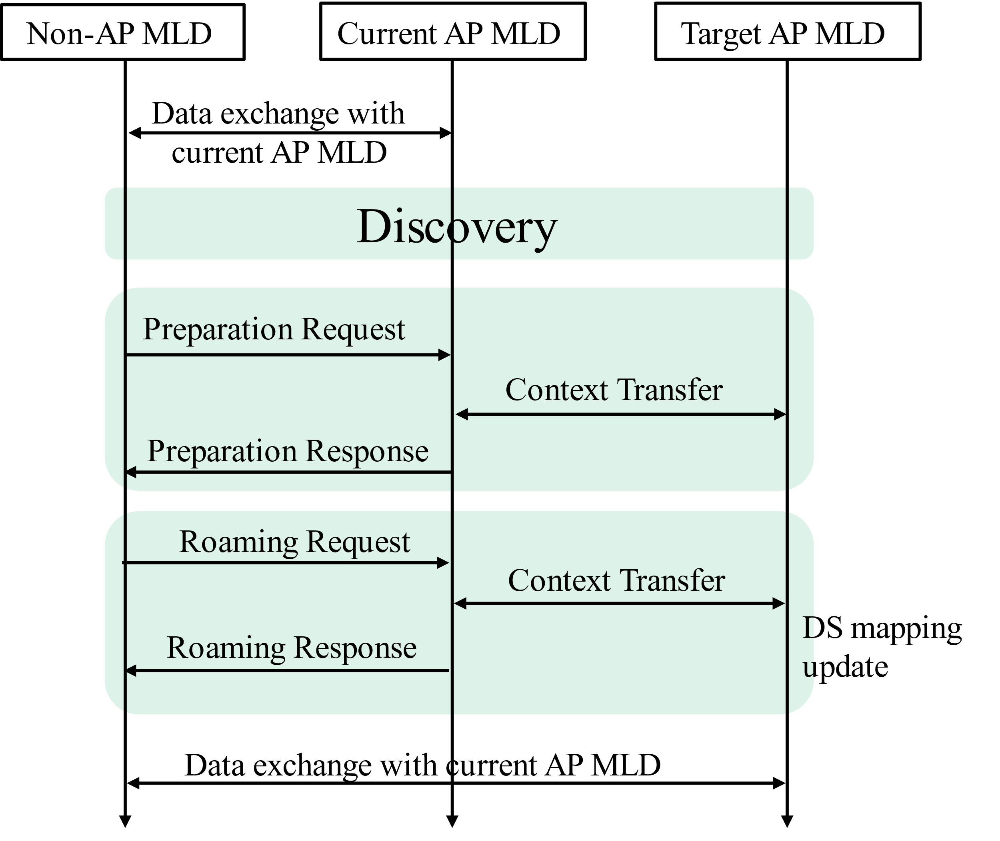 Non-AP MLD
Current AP MLD
Target AP MLD
Data exchange with
current AP MLD
Discovery
Preparation Request
Context Transfer
Preparation Response
Roaming Request
Context Transfer
DS mapping
update
Roaming Response
Data exchange with current AP MLD